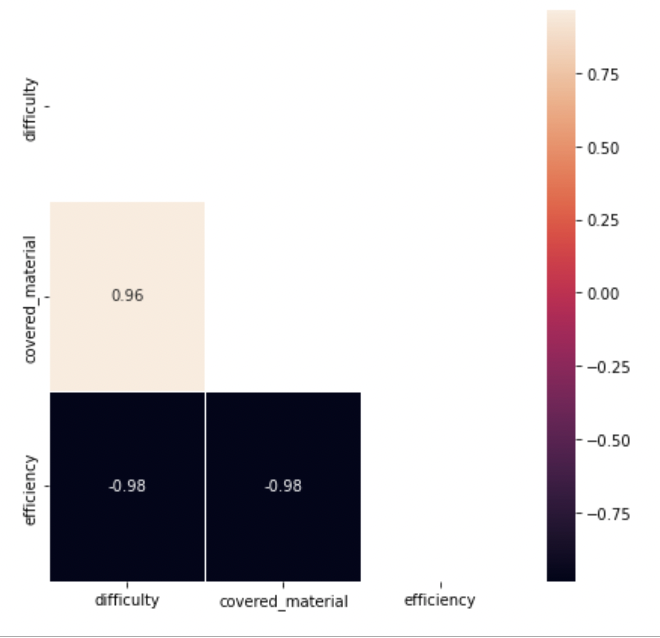 difficulty
covered_material
efficiency
0.96
-0.98
-0.98
difficulty
covered_material
efficiency
0.75
0.50
0.25
0.00
−0.25
−0.50
−0.75